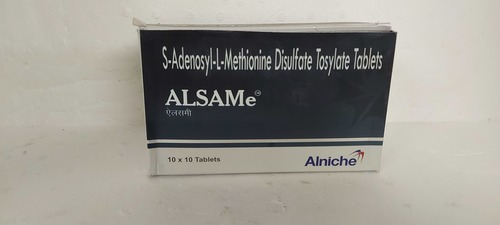 S-Adenosyl-L-Methionine Disulfate Tosylate Tablets
ALSAMe
एलसमी
10 x 10 Tablets
Alniche